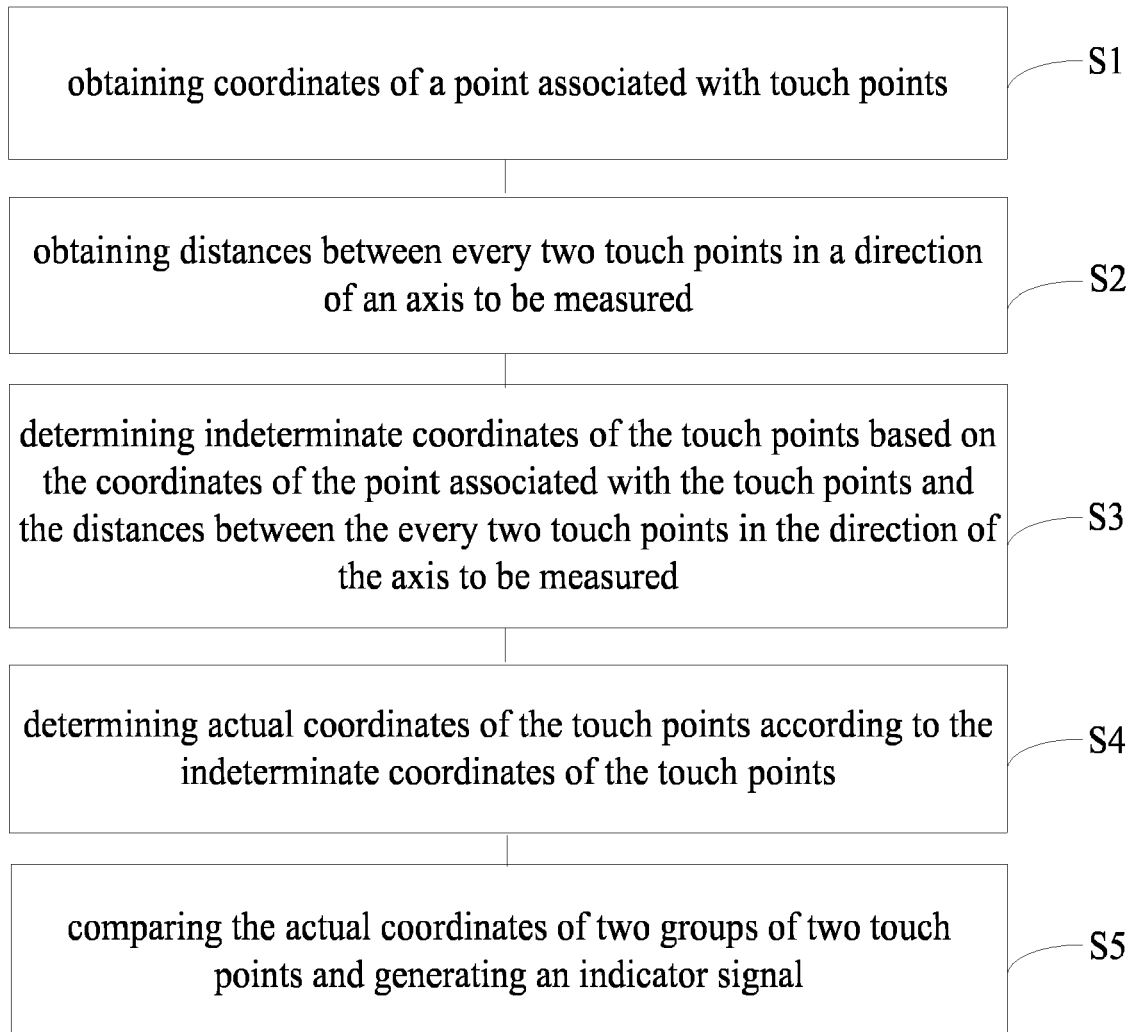 obtaining coordinates of a point associated with touch points
S1
obtaining distances between every two touch points in a direction
of an axis to be measured
S2
determining indeterminate coordinates of the touch points based on
the coordinates of the point associated with the touch points and
the distances between the every two touch points in the direction of
the axis to be measured
S3
determining actual coordinates of the touch points according to the
indeterminate coordinates of the touch points
S4
comparing the actual coordinates of two groups of two touch
points and generating an indicator signal
S5